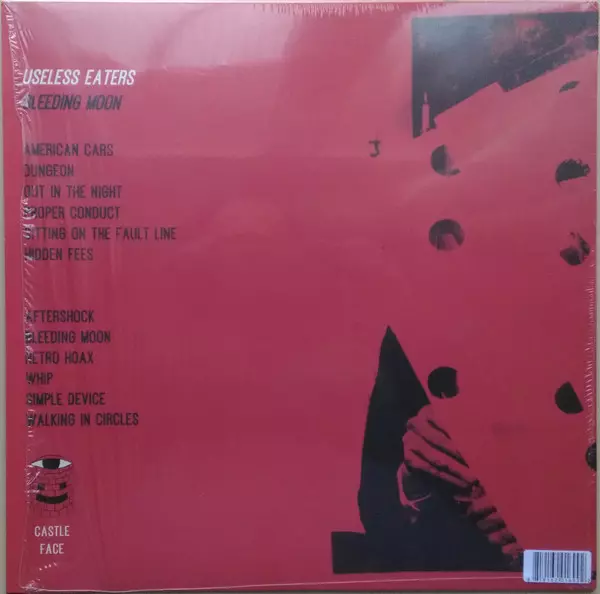 USELESS EATERS
BLEEDING MOON
AMERICAN CARS
DUNGEON
OUT IN THE NIGHT
PROPER CONDUCT
SITTING ON THE FAULT LINE
HIDDEN FEES
AFTERSHOCK
BLEEDING MOON
RETRO HOAX
WHIP
SIMPLE DEVICE
WALKING IN CIRCLES
CASTLE
FACE